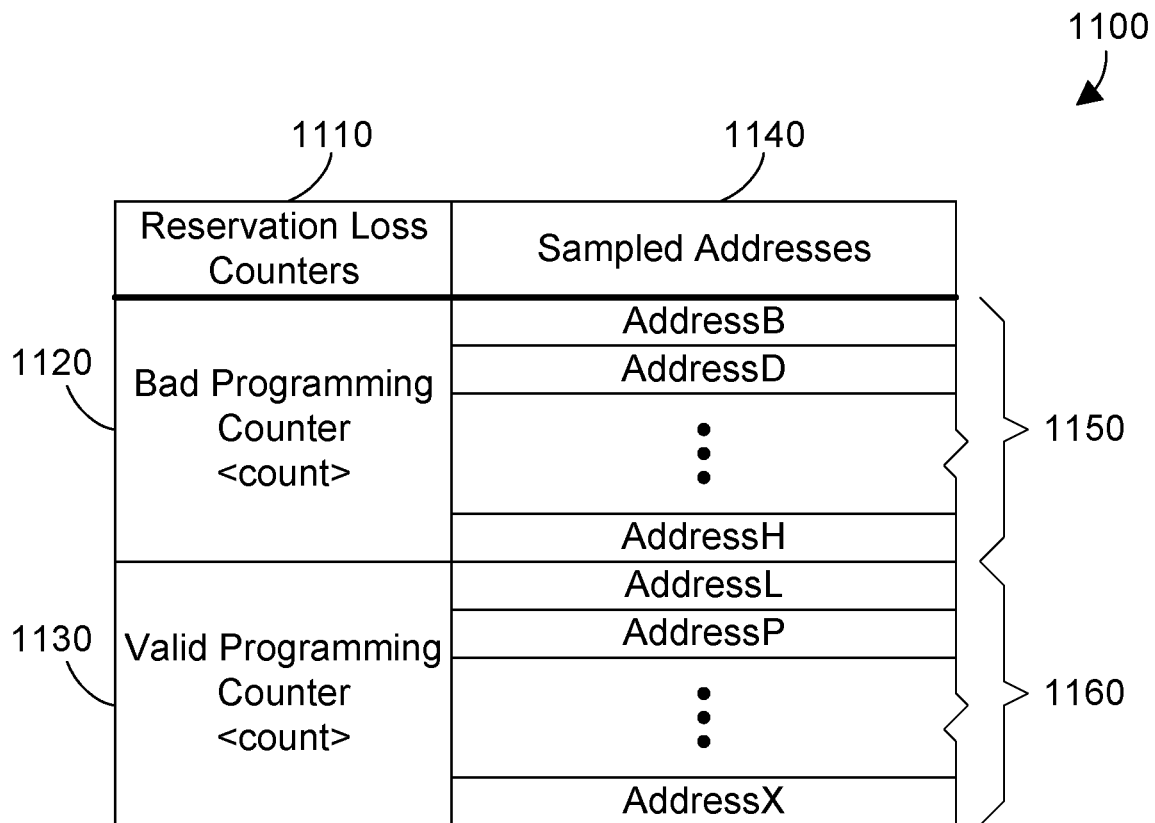 1100
1110
1140
Reservation Loss
Counters
Sampled Addresses
AddressB
1120
AddressD
Bad Programming
Counter
<count>
1150
AddressH
AddressL
1130
AddressP
Valid Programming
Counter
<count>
1160
AddressX